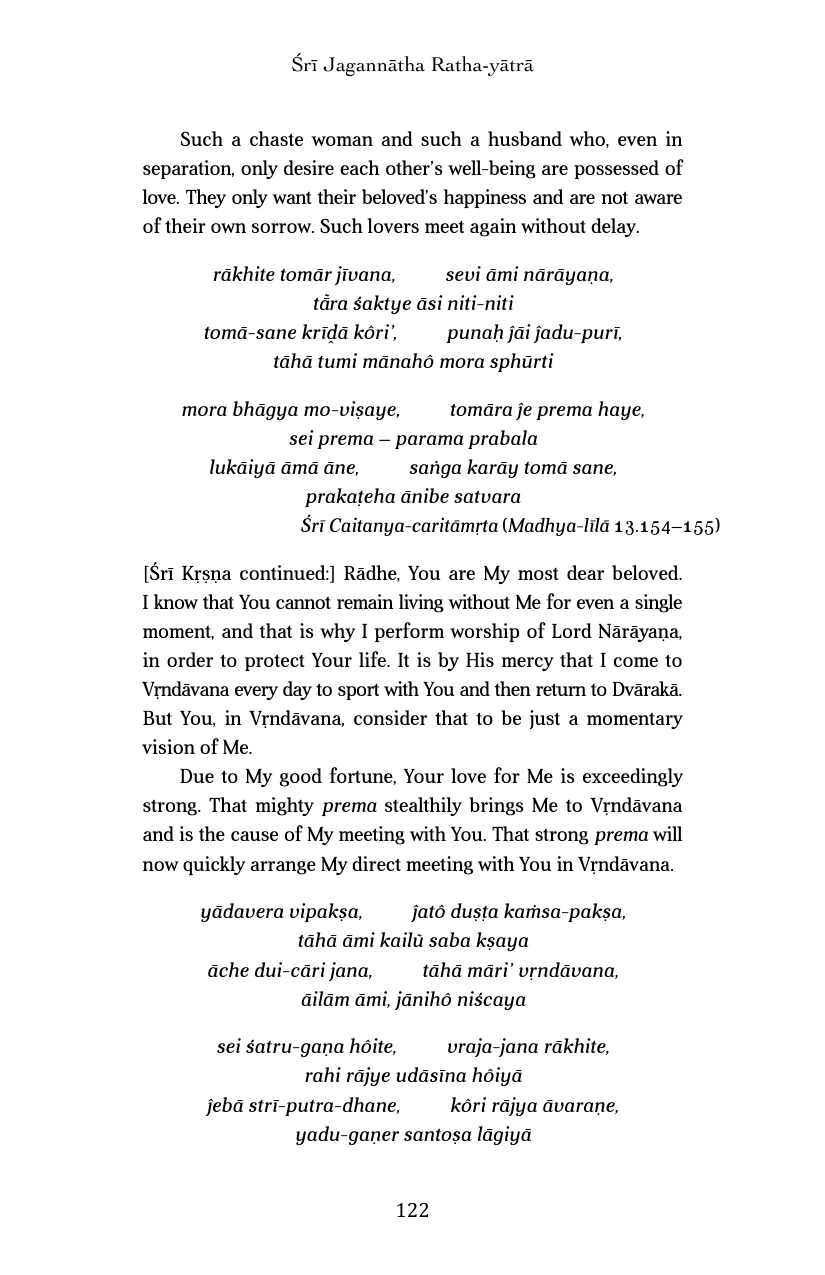 Śrī Jagannātha Ratha-yātrā
Such a chaste woman and such a husband who, even in
separation, only desire each other’s well-being are possessed of
love. They only want their beloved’s happiness and are not aware
of their own sorrow. Such lovers meet again without delay.
rākhite tomār jīvana, sevi āmi nārāyaṇa,
tā̐ra śaktye āsi niti-niti
tomā-sane krīḍā kôri’, punaḥ ĵāi ĵadu-purī,
tāhā tumi mānahô mora sphūrti
mora bhāgya mo-viṣaye, tomāra ĵe prema haye,
sei prema – parama prabala
lukāiyā āmā āne, saṅga karāy tomā sane,
prakaṭeha ānibe satvara
Śrī Caitanya-caritāmṛta (Madhya-līlā 13.154–155)
[Śrī Kṛṣṇa continued:] Rādhe, You are My most dear beloved.
I know that You cannot remain living without Me for even a single
moment, and that is why I perform worship of Lord Nārāyaṇa,
in order to protect Your life. It is by His mercy that I come to
Vṛndāvana every day to sport with You and then return to Dvārakā.
But You, in Vṛndāvana, consider that to be just a momentary
vision of Me.
Due to My good fortune, Your love for Me is exceedingly
strong. That mighty prema stealthily brings Me to Vṛndāvana
and is the cause of My meeting with You. That strong prema will
now quickly arrange My direct meeting with You in Vṛndāvana.
yādavera vipakṣa, ĵatô duṣṭa kaṁsa-pakṣa,
tāhā āmi kailũ saba kṣaya
āche dui-cāri jana, tāhā māri’ vṛndāvana,
āilām āmi, jānihô niścaya
sei śatru-gaṇa hôite, vraja-jana rākhite,
rahi rājye udāsīna hôiyā
ĵebā strī-putra-dhane, kôri rājya āvaraṇe,
yadu-gaṇer santoṣa lāgiyā
122